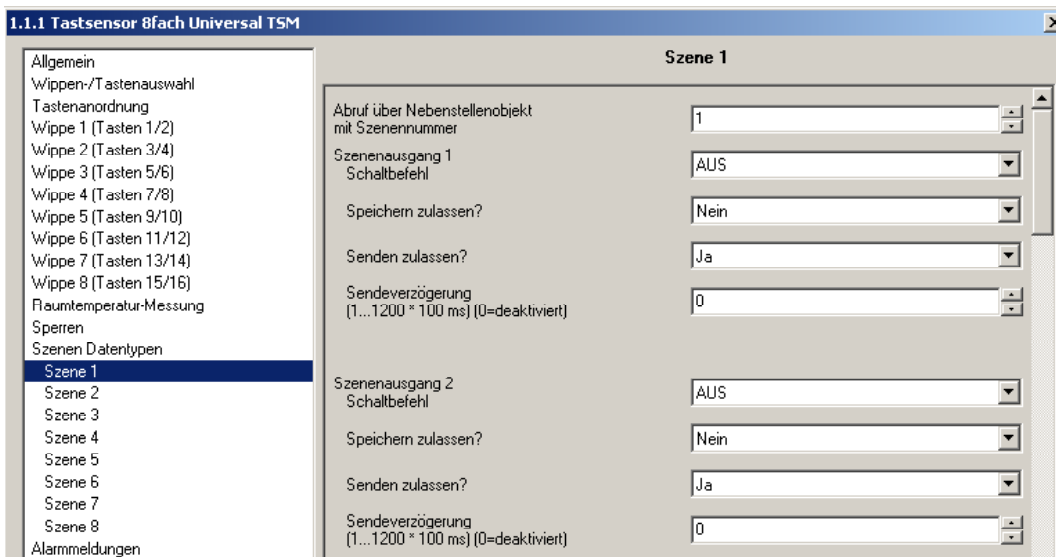 1.1.1 Tastsensor 8fach Universal TSM
Allgemein
Wippen-/Tastenauswahl
Tastenanordnung
Wippe 1 (Tasten 1/2)
Wippe 2 (Tasten 3/4)
Wippe 3 (Tasten 5/6)
Wippe 4 (Tasten 7/8)
Wippe 5 (Tasten 9/10)
Wippe 6 (Tasten 11/12)
Wippe 7 (Tasten 13/14)
Wippe 8 (Tasten 15/16)
Raumtemperatur-Messung
Sperren
Szenen Datentypen
Szene 1
Szene 2
Szene 3
Szene 4
Szene 5
Szene 6
Szene 7
Szene 8
Alarmmeldungen
Szene 1
Abruf über Nebenstellenobjekt
mit Szenennummer
1
Szenenausgang 1
Schaltbefehl
AUS
Speichern zulassen?
Nein
Senden zulassen?
Ja
Sendeverzögerung
(1...1200 * 100 ms) (0=deaktiviert)
0
Szenenausgang 2
Schaltbefehl
AUS
Speichern zulassen?
Nein
Senden zulassen?
Ja
Sendeverzögerung
(1...1200 * 100 ms) (0=deaktiviert)
0